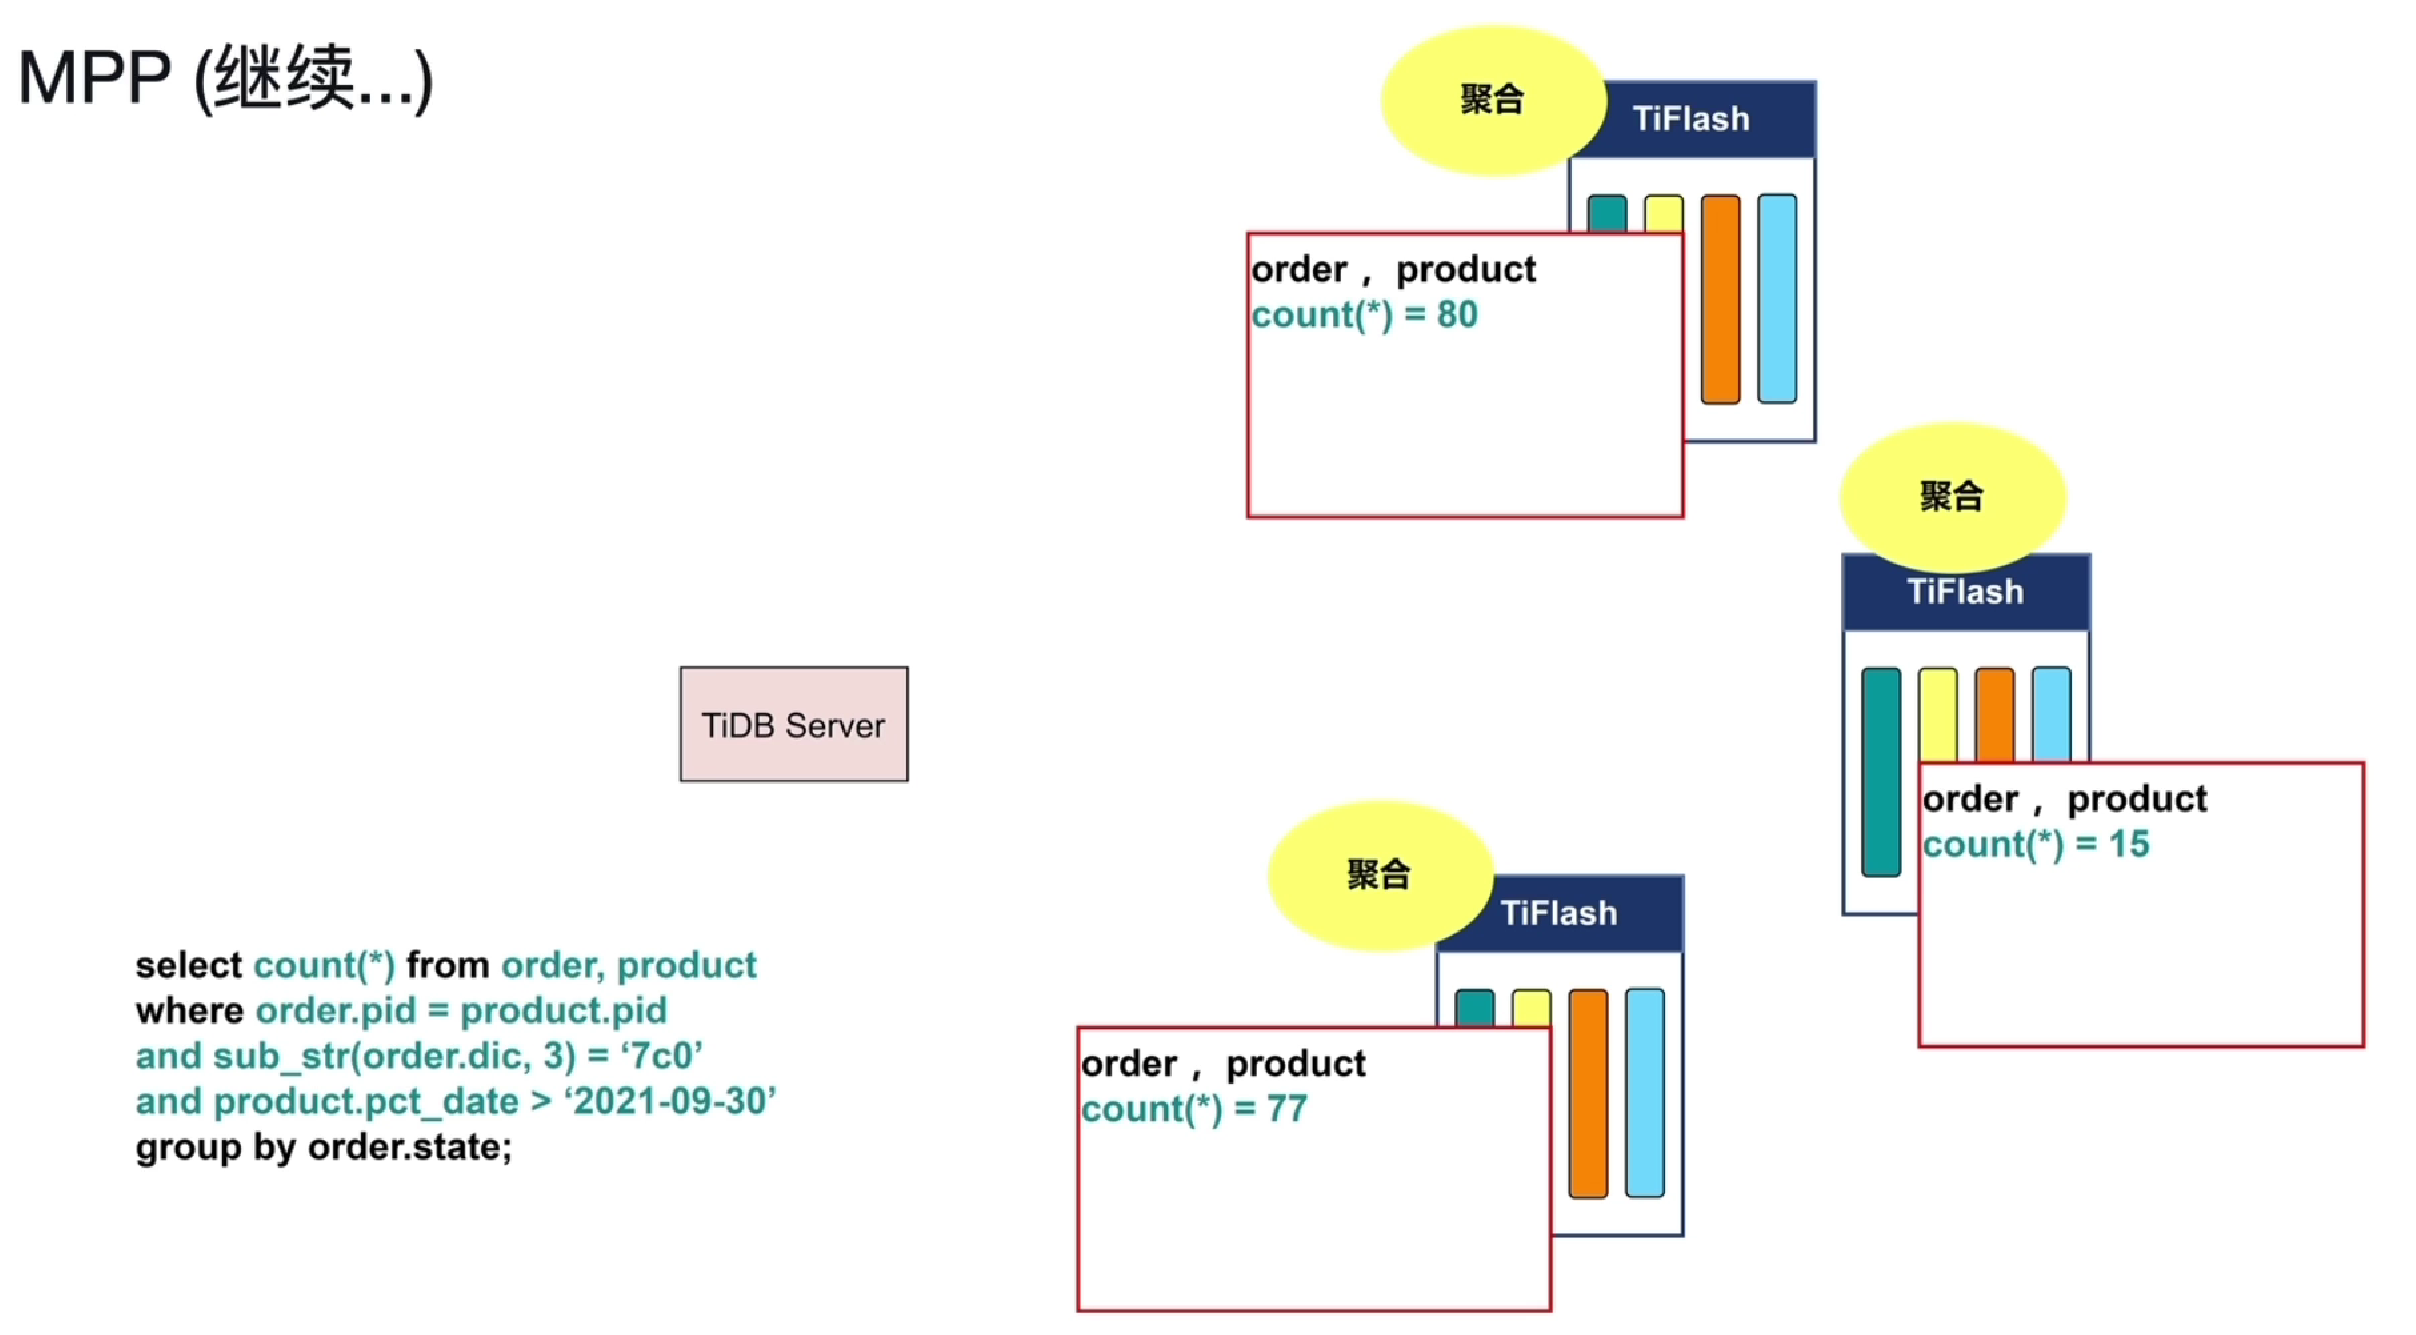 MPP (继续...)
聚合
TiFlash
order ,  product
count(*) = 80
聚合
TiFlash
order ,  product
count(*) = 15
TiDB Server
聚合
TiFlash
order ,  product
count(*) = 77
select count(*) from order, product
where order.pid = product.pid
and sub_str(order.dic, 3) = ‘7c0’
and product.pct_date > ‘2021-09-30’
group by order.state;